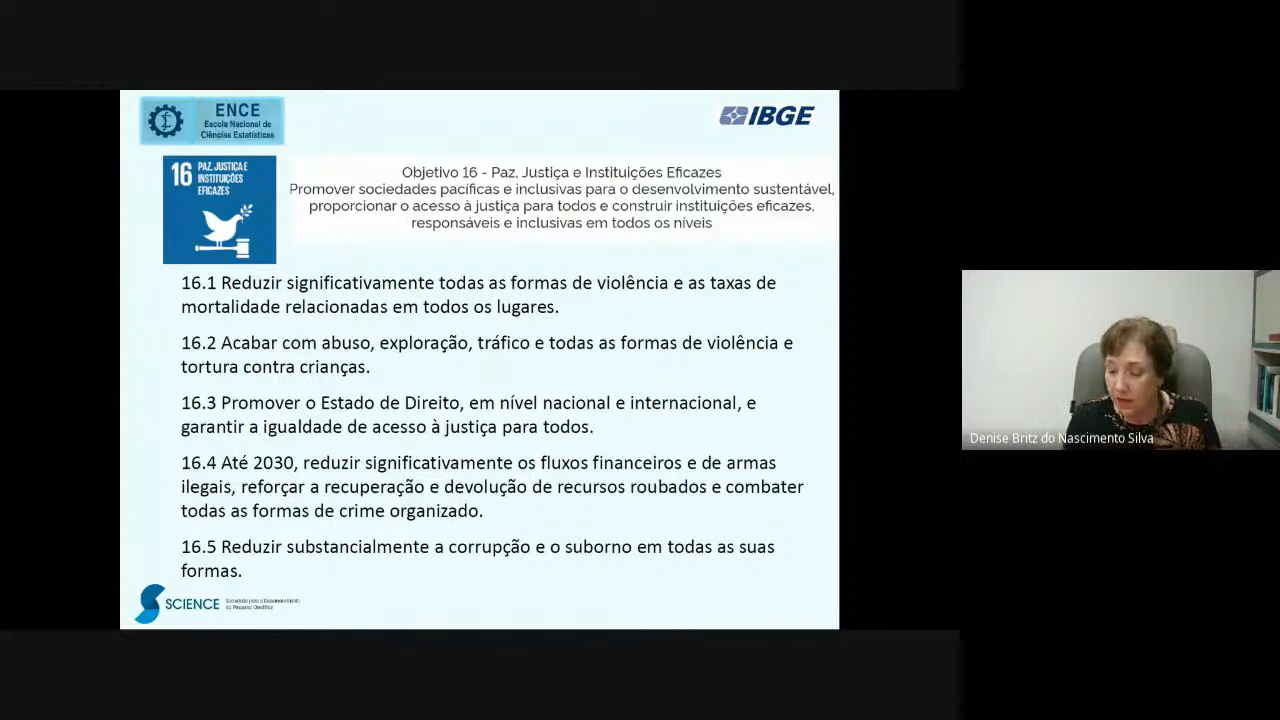 ENCE
Escola Nacional de
Ciências Estatísticas
IBGE
16 PAZ, JUSTIÇA E
INSTITUIÇÕES
EFICAZES
Objetivo 16 - Paz, Justiça e Instituições Eficazes
Promover sociedades pacíficas e inclusivas para o desenvolvimento sustentável,
proporcionar o acesso à justiça para todos e construir instituições eficazes,
responsáveis e inclusivas em todos os níveis
16.1 Reduzir significativamente todas as formas de violência e as taxas de
mortalidade relacionadas em todos os lugares.
16.2 Acabar com abuso, exploração, tráfico e todas as formas de violência e
tortura contra crianças.
16.3 Promover o Estado de Direito, em nível nacional e internacional, e
garantir a igualdade de acesso à justiça para todos.
16.4 Até 2030, reduzir significativamente os fluxos financeiros e de armas
ilegais, reforçar a recuperação e devolução de recursos roubados e combater
todas as formas de crime organizado.
16.5 Reduzir substancialmente a corrupção e o suborno em todas as suas
formas.
SCIENCE
Sociedade para o Desenvolvimento
da Pesquisa Científica
Denise Britz do Nascimento Silva